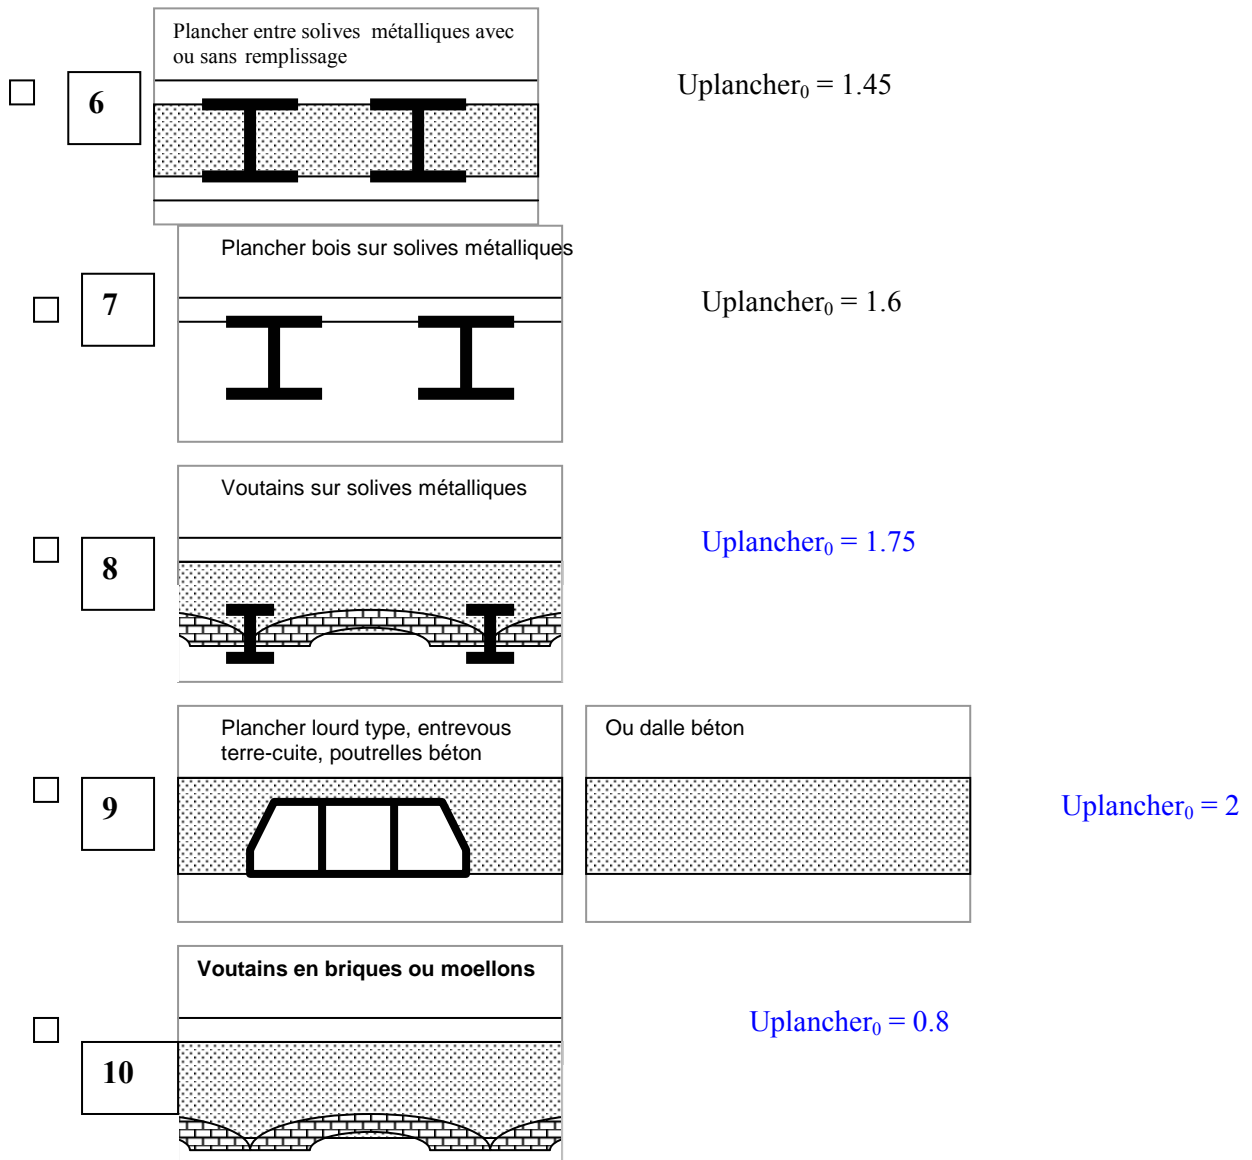 Plancher entre solives métalliques avec
ou sans remplissage
6
Uplancher₀ = 1.45
Plancher bois sur solives métalliques
7
Uplancher₀ = 1.6
Voutains sur solives métalliques
8
Uplancher₀ = 1.75
Plancher lourd type, entrevous
terre-cuite, poutrelles béton
Ou dalle béton
9
Uplancher₀ = 2
Voutains en briques ou moellons
10
Uplancher₀ = 0.8